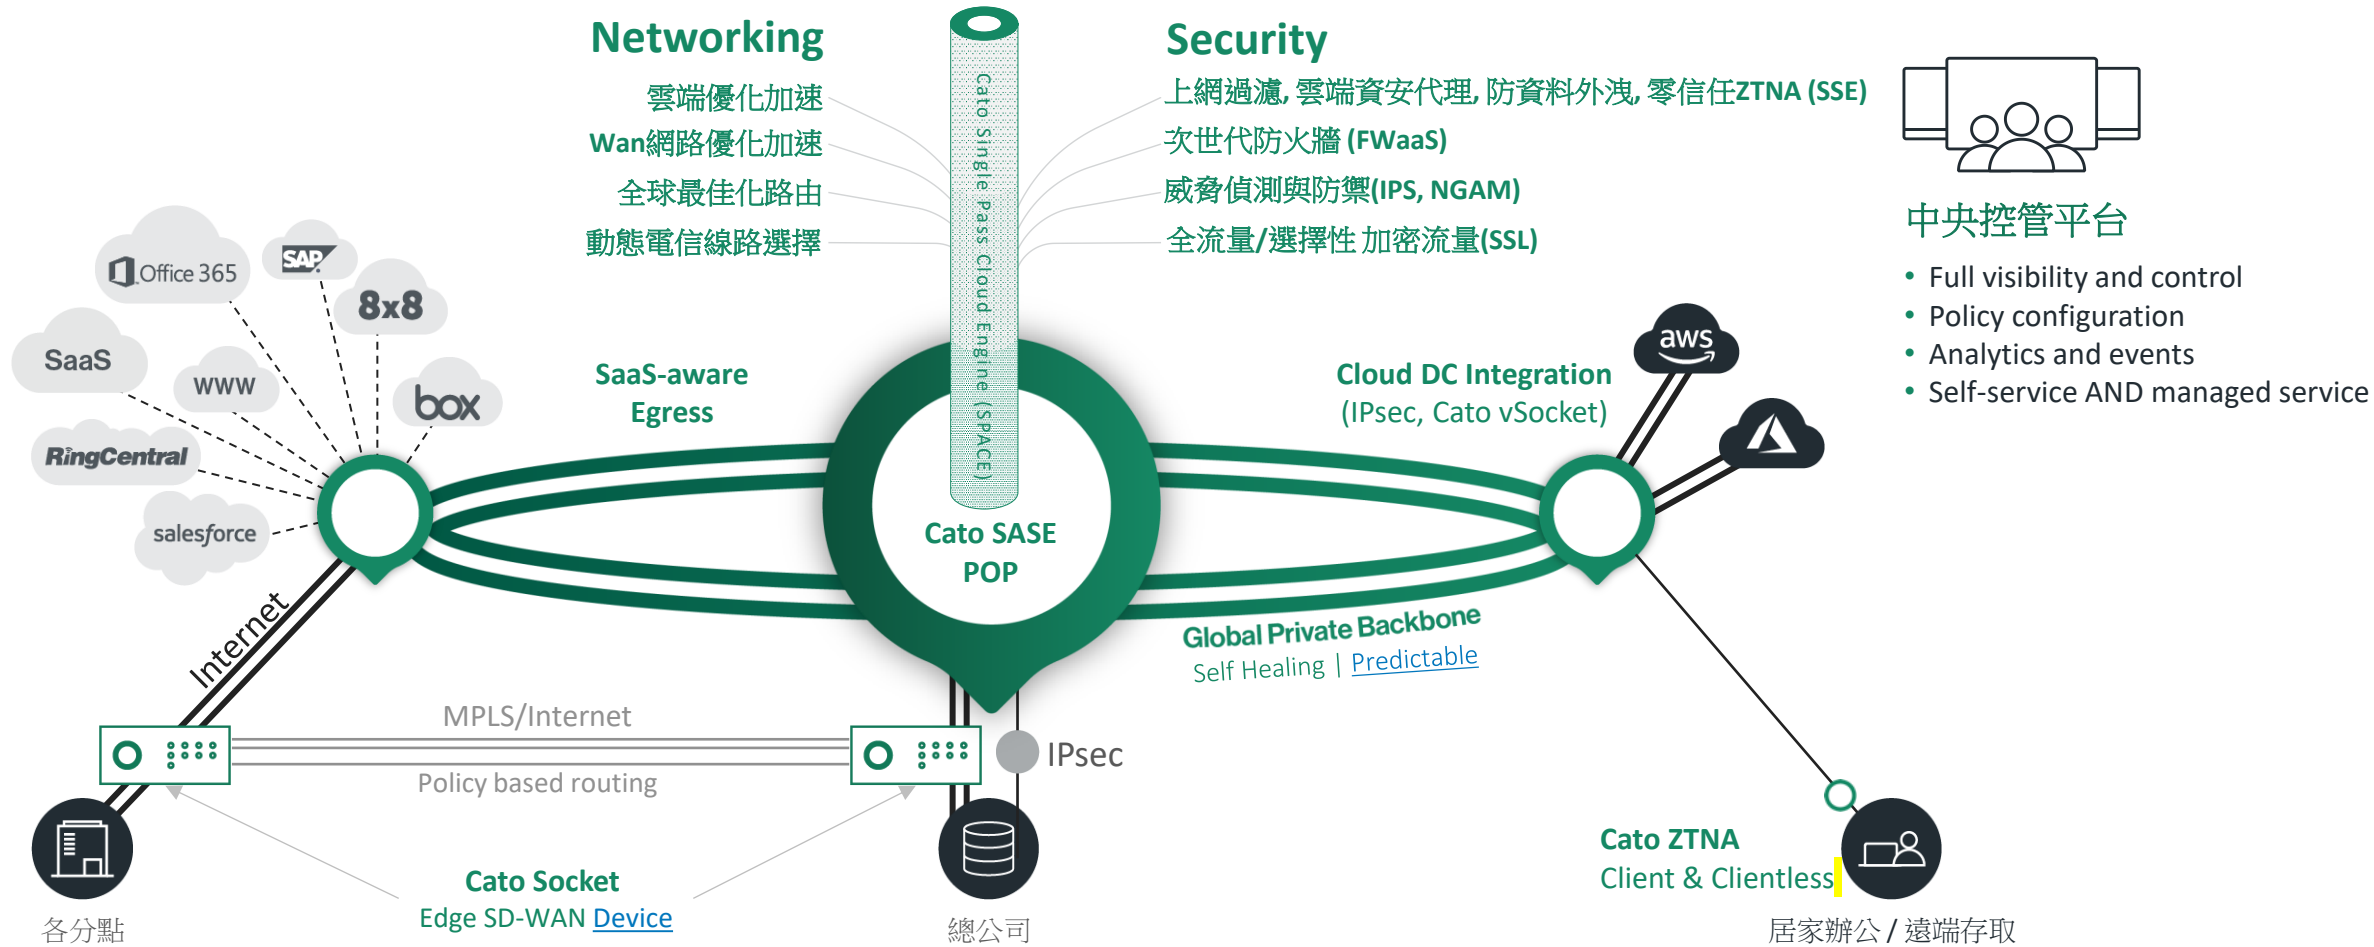 Networking
雲端優化加速
Wan網路優化加速
全球最佳化路由
動態電信線路選擇
Cato Single Pass Cloud Engine (SPACE)
Security
上網過濾, 雲端資安代理, 防資料外洩, 零信任ZTNA (SSE)
次世代防火牆 (FWaaS)
威脅偵測與防禦(IPS, NGAM)
全流量/選擇性 加密流量(SSL)
中央控管平台
• Full visibility and control
• Policy configuration
• Analytics and events
• Self-service AND managed service
Office 365
SAP
8x8
SaaS
www
box
RingCentral
salesforce
SaaS-aware
Egress
Cato SASE
POP
Cloud DC Integration
(IPsec, Cato vSocket)
aws
Global Private Backbone
Self Healing | Predictable
Internet
MPLS/Internet
Policy based routing
IPsec
Cato Socket
Edge SD-WAN Device
Cato ZTNA
Client & Clientless
各分點
總公司
居家辦公 / 遠端存取